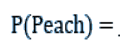 P(Peach) =